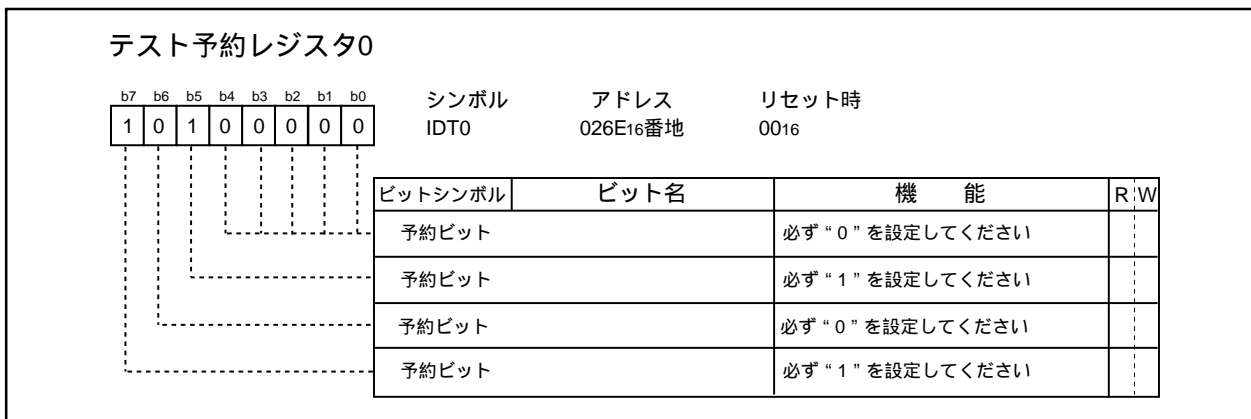 テスト予約レジスタ0
b7 b6 b5 b4 b3 b2 b1 b0
1 0 1 0 0 0 0 0
シンボル アドレス リセット時
IDT0 026E16番地 0016
ビットシンボル ビット名 機 能 R W
予約ビット 必ず“0”を設定してください
予約ビット 必ず“1”を設定してください
予約ビット 必ず“0”を設定してください
予約ビット 必ず“1”を設定してください